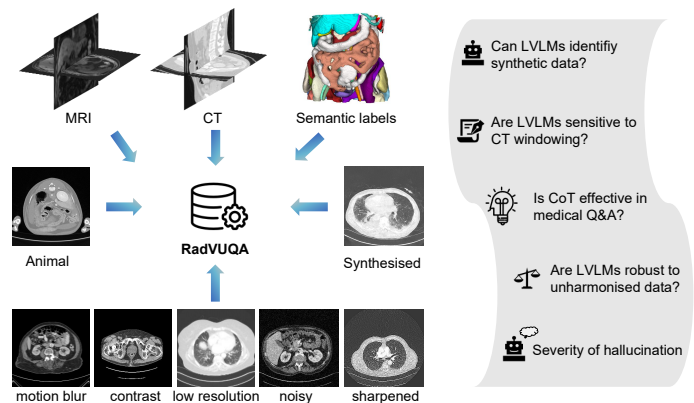 MRI
CT
Semantic labels
Can LVLMs identifiy
synthetic data?
Are LVLMs sensitive to
CT windowing?
Is CoT effective in
medical Q&A?
Are LVLMs robust to
unharmonised data?
Severity of hallucination
Animal
RadVUQA
Synthesised
motion blur
contrast
low resolution
noisy
sharpened